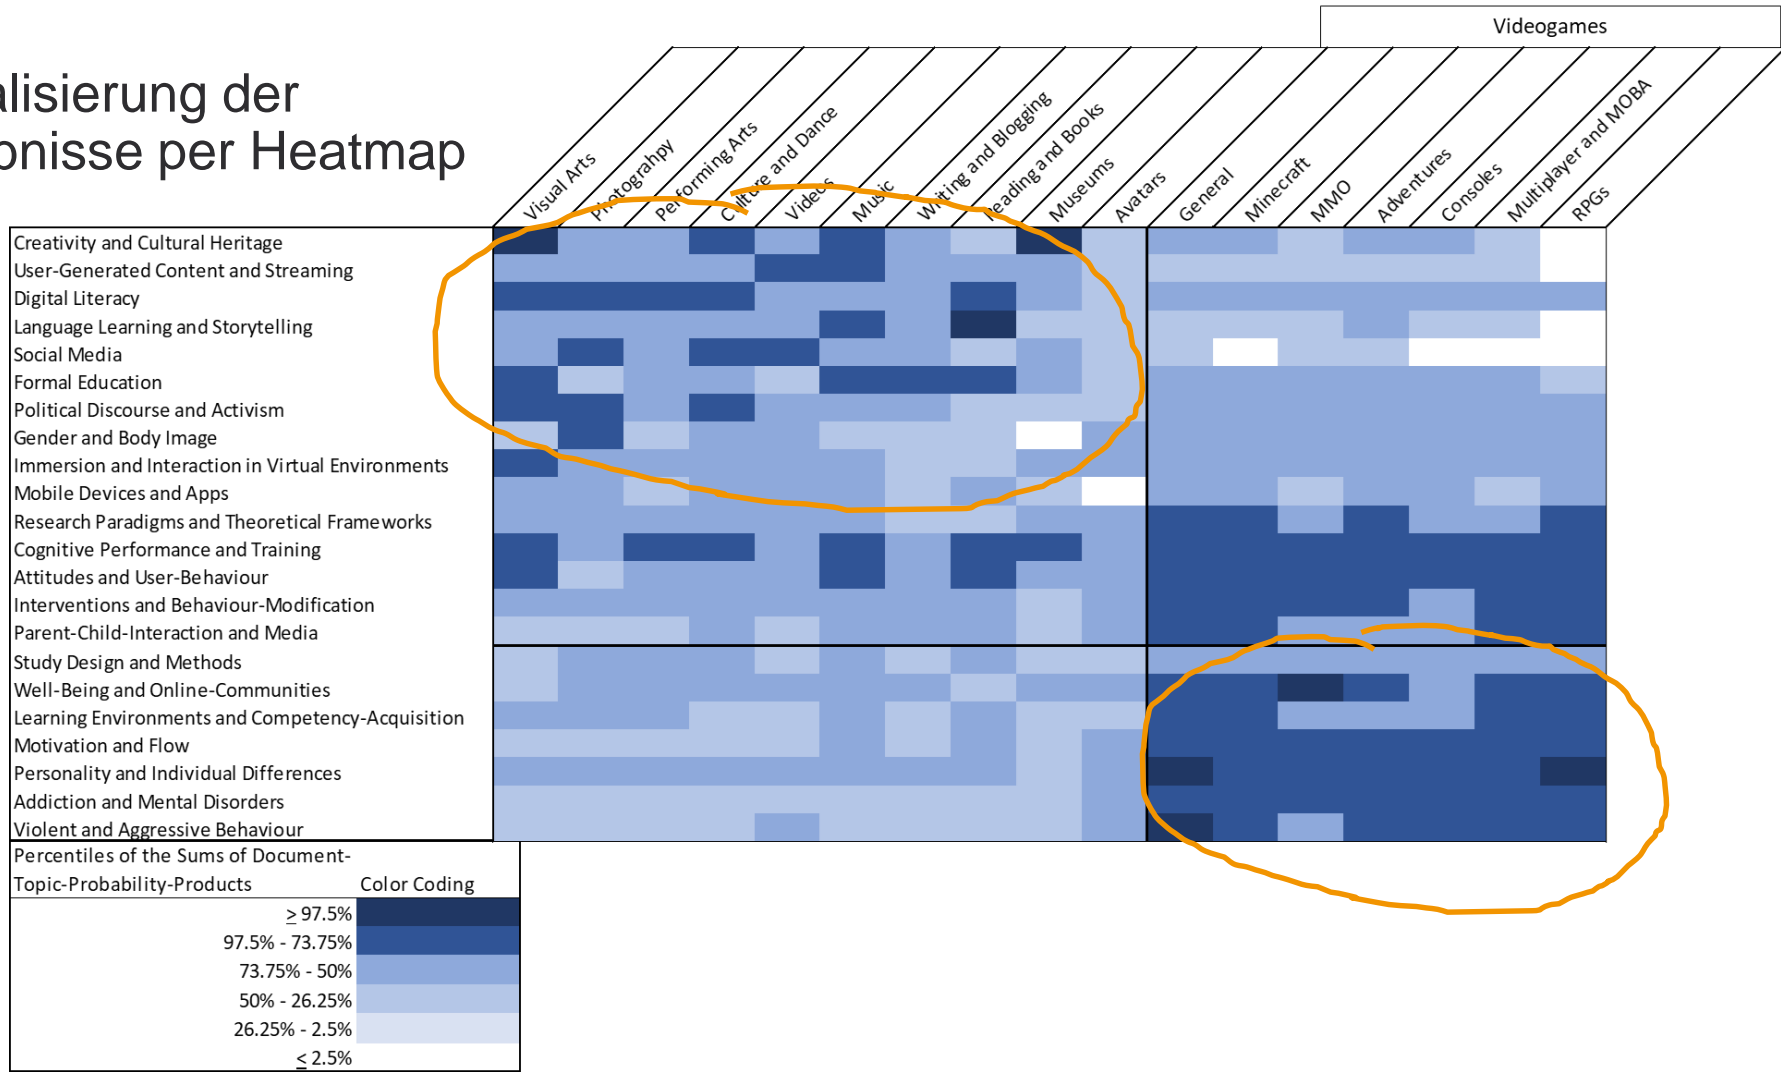 Videogames
alisierung der
onisse per Heatmap
Visual Arts
Photograhpy
Performing Arts
Culture and Dance
Videos
Music
Writing and Blogging
Reading and Books
Museums
Avatars
General
Minecraft
MMO
Adventures
Consoles
Multiplayer and MOBA
RPGs
Creativity and Cultural Heritage
User-Generated Content and Streaming
Digital Literacy
Language Learning and Storytelling
Social Media
Formal Education
Political Discourse and Activism
Gender and Body Image
Immersion and Interaction in Virtual Environments
Mobile Devices and Apps
Research Paradigms and Theoretical Frameworks
Cognitive Performance and Training
Attitudes and User-Behaviour
Interventions and Behaviour-Modification
Parent-Child-Interaction and Media
Study Design and Methods
Well-Being and Online-Communities
Learning Environments and Competency-Acquisition
Motivation and Flow
Personality and Individual Differences
Addiction and Mental Disorders
Violent and Aggressive Behaviour
Percentiles of the Sums of Document-
Topic-Probability-Products Color Coding
≥ 97.5%
97.5% - 73.75%
73.75% - 50%
50% - 26.25%
26.25% - 2.5%
≤ 2.5%